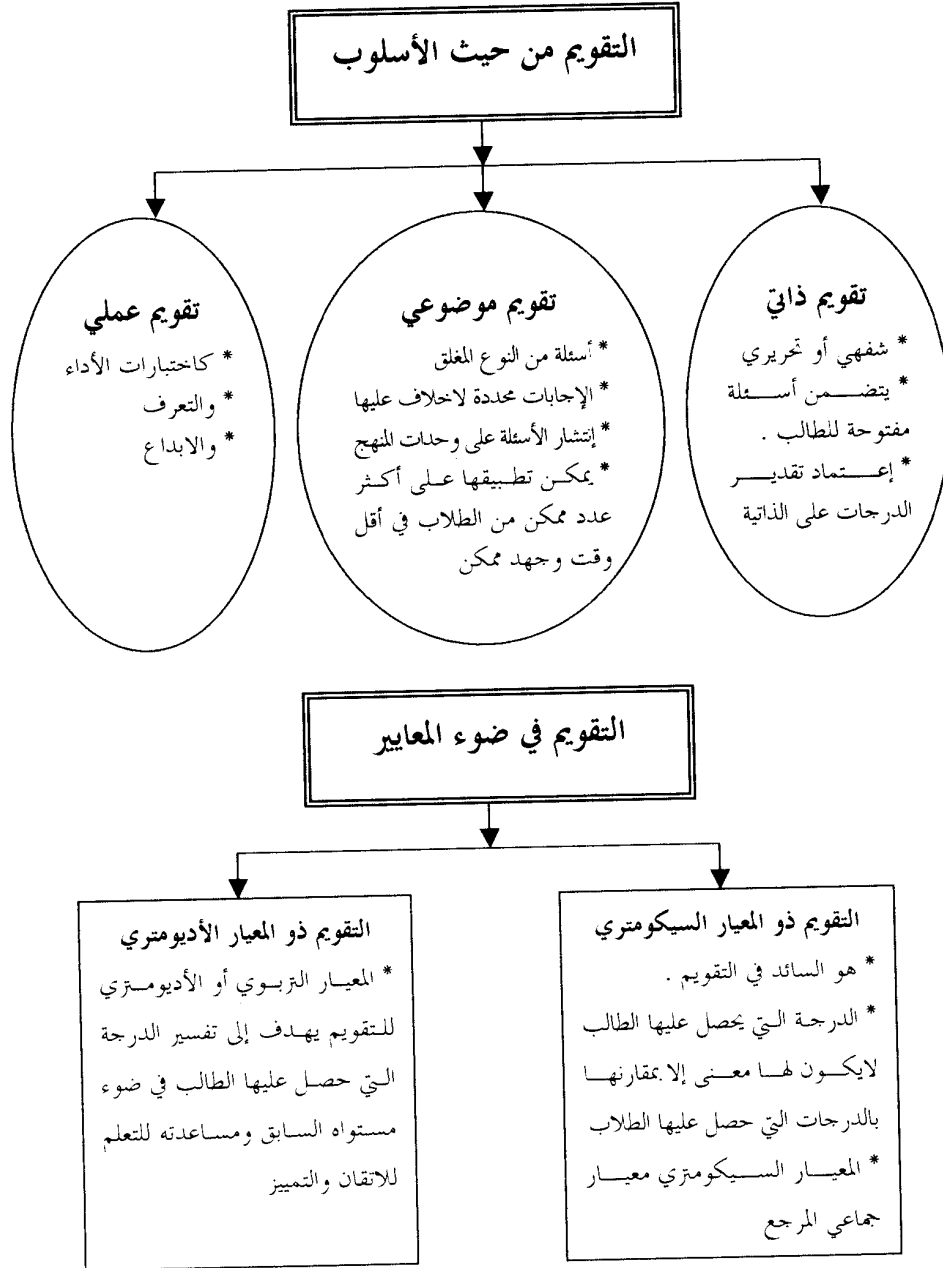 التقويم من حيث الأسلوب
تقويم ذاتي
* شفهي أو تحريري
* يتضمن أسئلة
مفتوحة للطالب .
* إعتماد تقدير
الدرجات على الذاتية
تقويم موضوعي
* أسئلة من النوع المغلق
* الإجابات محددة لاخلاف عليها
* إنتشار الأسئلة على وحدات المنهج
* يمكن تطبيقها على أكثر
عدد ممكن من الطلاب في أقل
وقت وجهد ممكن
تقويم عملي
* كاختبارات الأداء
* والتعرف
* والابداع
التقويم في ضوء المعايير
التقويم ذو المعيار السيكومتري
* هو السائد في التقويم .
* الدرجة التي يحصل عليها الطالب
لايكون لها معنى إلا بمقارنها
بالدرجات التي حصل عليها الطلاب
* المعيار السيكومتري معيار
جماعي المرجع
التقويم ذو المعيار الأديومتري
* المعيار التربوي أو الأديومتري
للتقويم يهدف إلى تفسير الدرجة
التي حصل عليها الطالب في ضوء
مستواه السابق ومساعدته للتعلم
للاتقان والتمييز